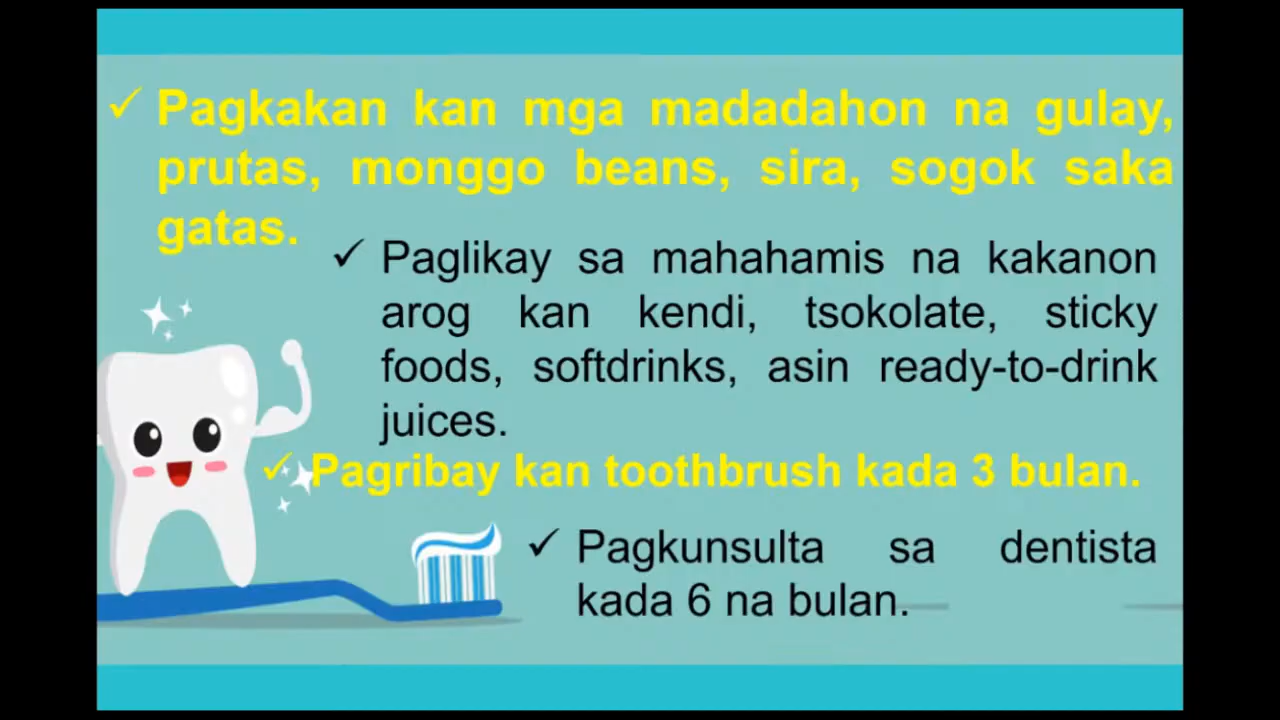 ✓ Pagkakan kan mga madadahon na gulay,
prutas, monggo beans, sira, sogok saka
gatas.
✓ Paglikay sa mahahamis na kakanon
arog kan kendi, tsokolate, sticky
foods, softdrinks, asin ready-to-drink
juices.
✓ Pagribay kan toothbrush kada 3 bulan.
✓ Pagkunsulta sa dentista
kada 6 na bulan.